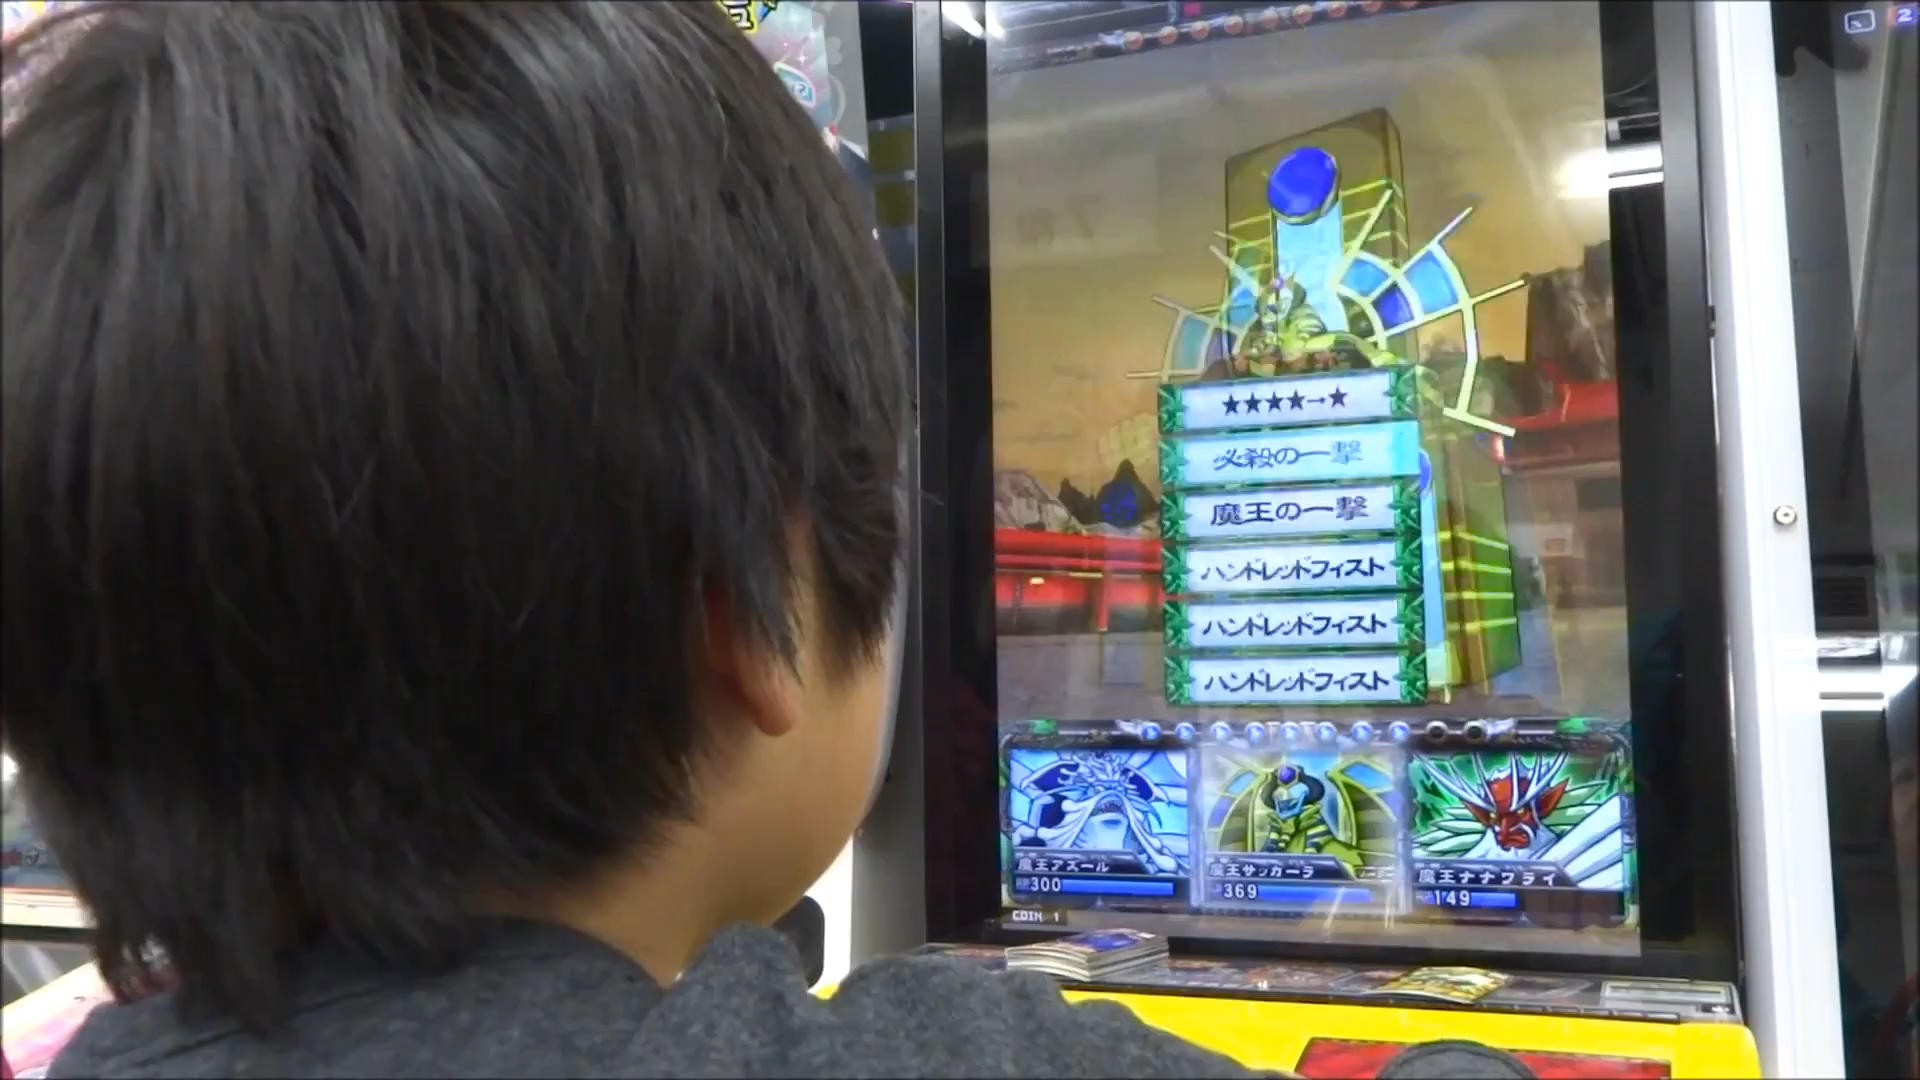 ★★★★→★
必殺の一撃
魔王の一撃
ハンドレッドフィスト
ハンドレッドフィスト
ハンドレッドフィスト
魔王アズール
300
魔王サッカーラ
369
魔王ナナワライ
149
COIN 1
2